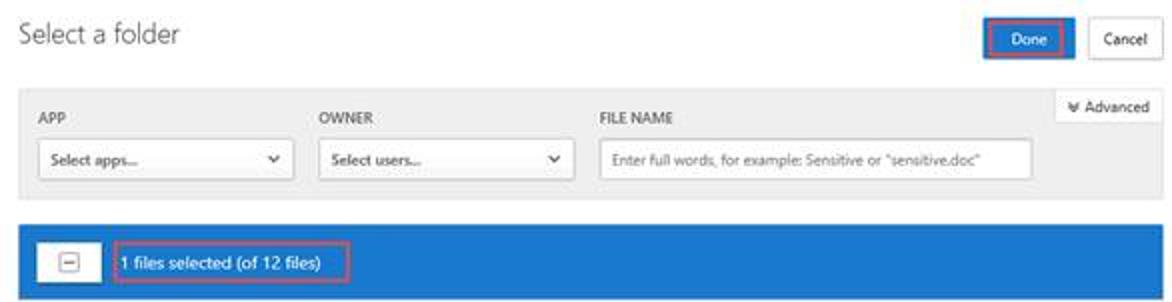 Select a folder
Done
Cancel
Advanced
APP
OWNER
FILE NAME
Select apps...
Select users...
Enter full words, for example: Sensitive or "sensitive.doc"
1 files selected (of 12 files)